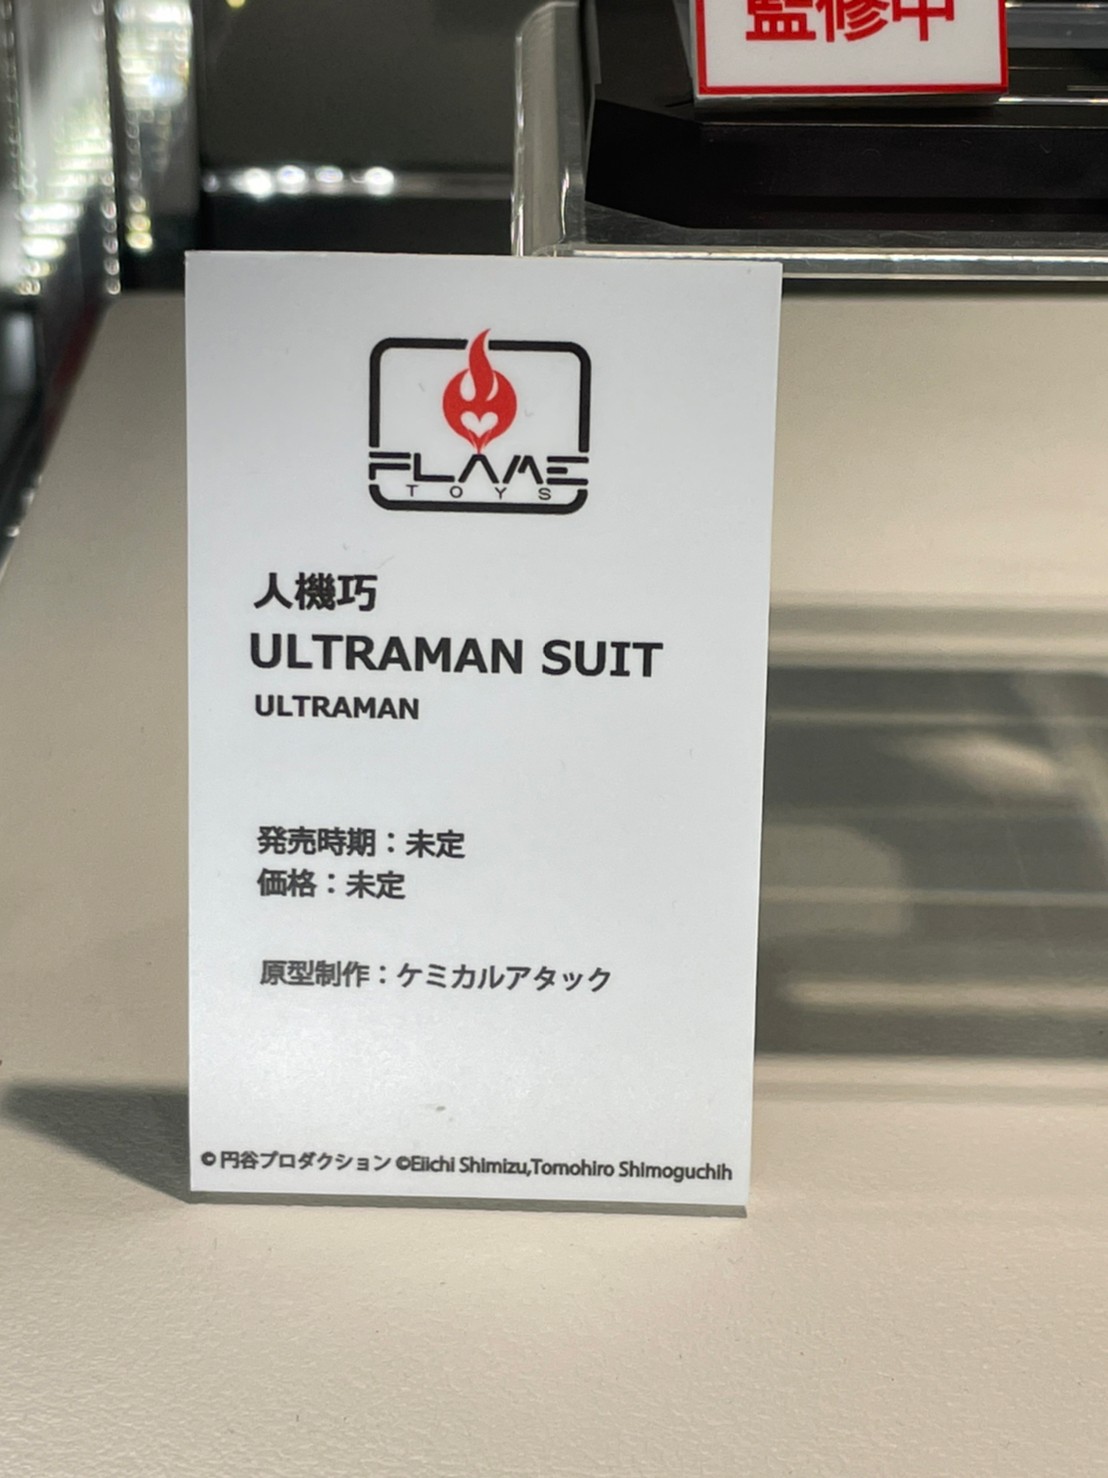 監修中
FLAME
TOYS
人機巧
ULTRAMAN SUIT
ULTRAMAN
発売時期：未定
価格：未定
原型制作：ケミカルアタック
© 円谷プロダクション ©Eiichi Shimizu,Tomohiro Shimoguchih